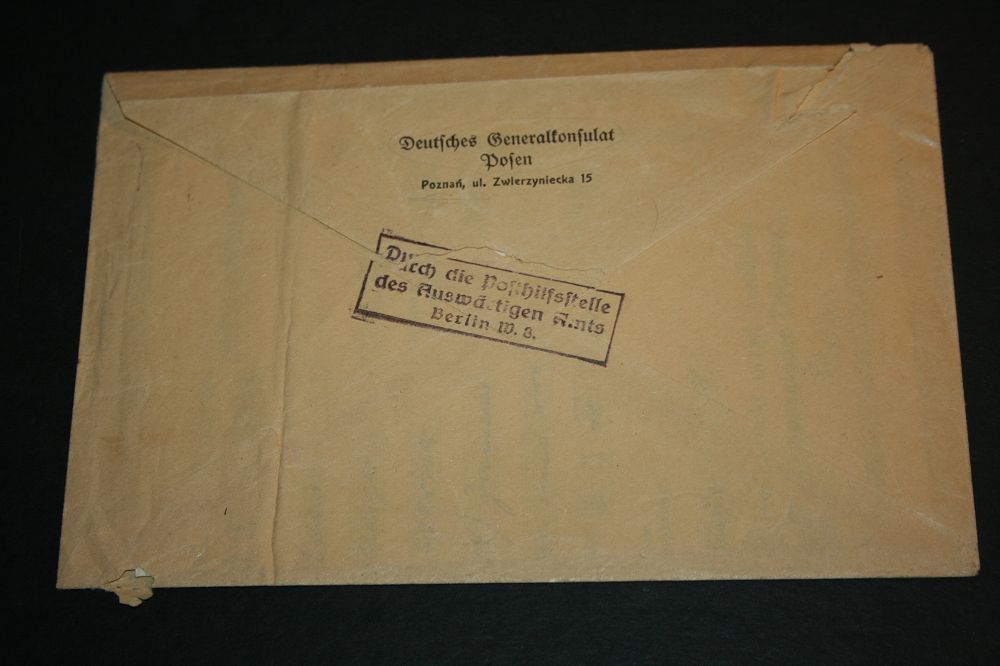 Deutsches Generalkonsulat
Posen
Poznań, ul. Zwierzyniecka 15
Durch die Posthilfsstelle
des Auswärtigen Amts
Berlin W. 8.